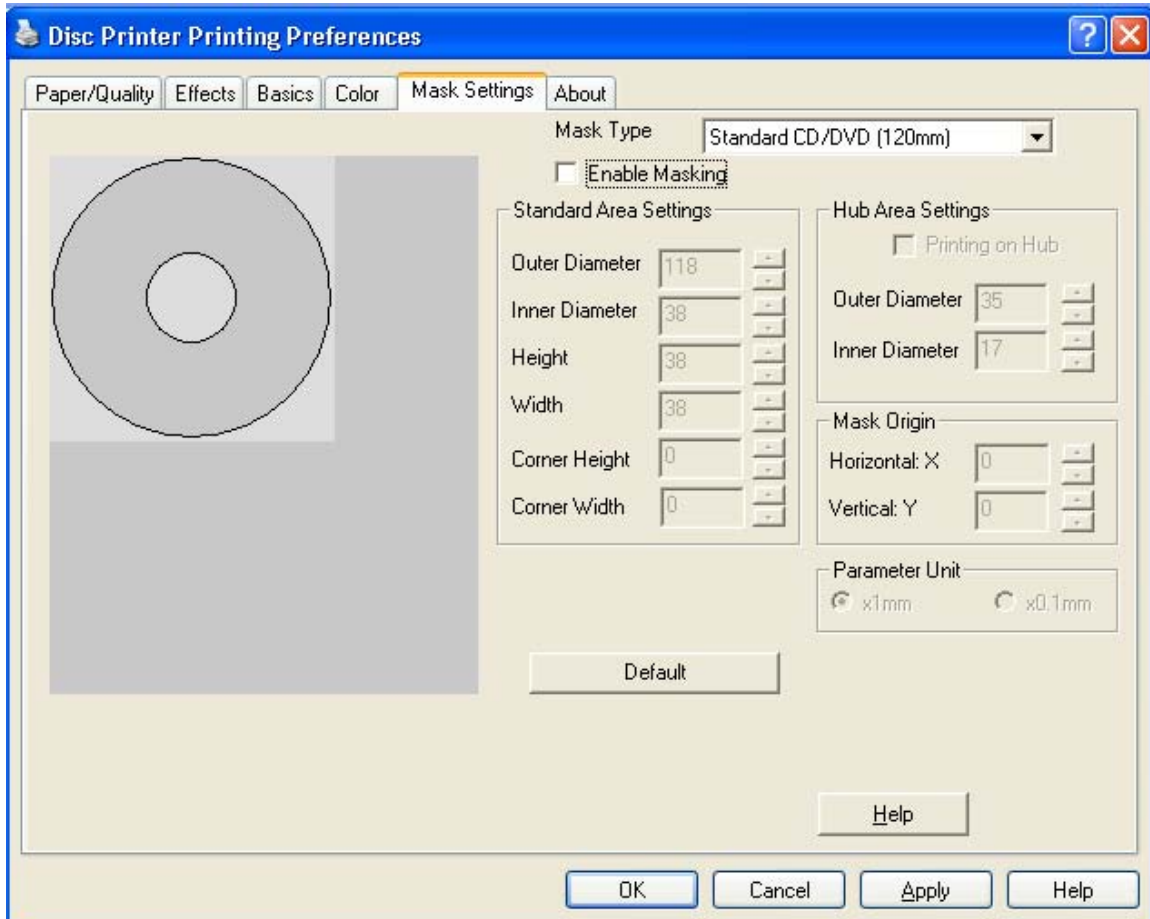 Disc Printer Printing Preferences
Paper/Quality Effects Basics Color Mask Settings About
Mask Type Standard CD/DVD (120mm)
Enable Masking
Standard Area Settings
Outer Diameter 118
Inner Diameter 38
Height 38
Width 38
Corner Height 0
Corner Width 0
Hub Area Settings
Printing on Hub
Outer Diameter 35
Inner Diameter 17
Mask Origin
Horizontal: X 0
Vertical: Y 0
Parameter Unit
x1mm x0.1mm
Default
Help
OK Cancel Apply Help